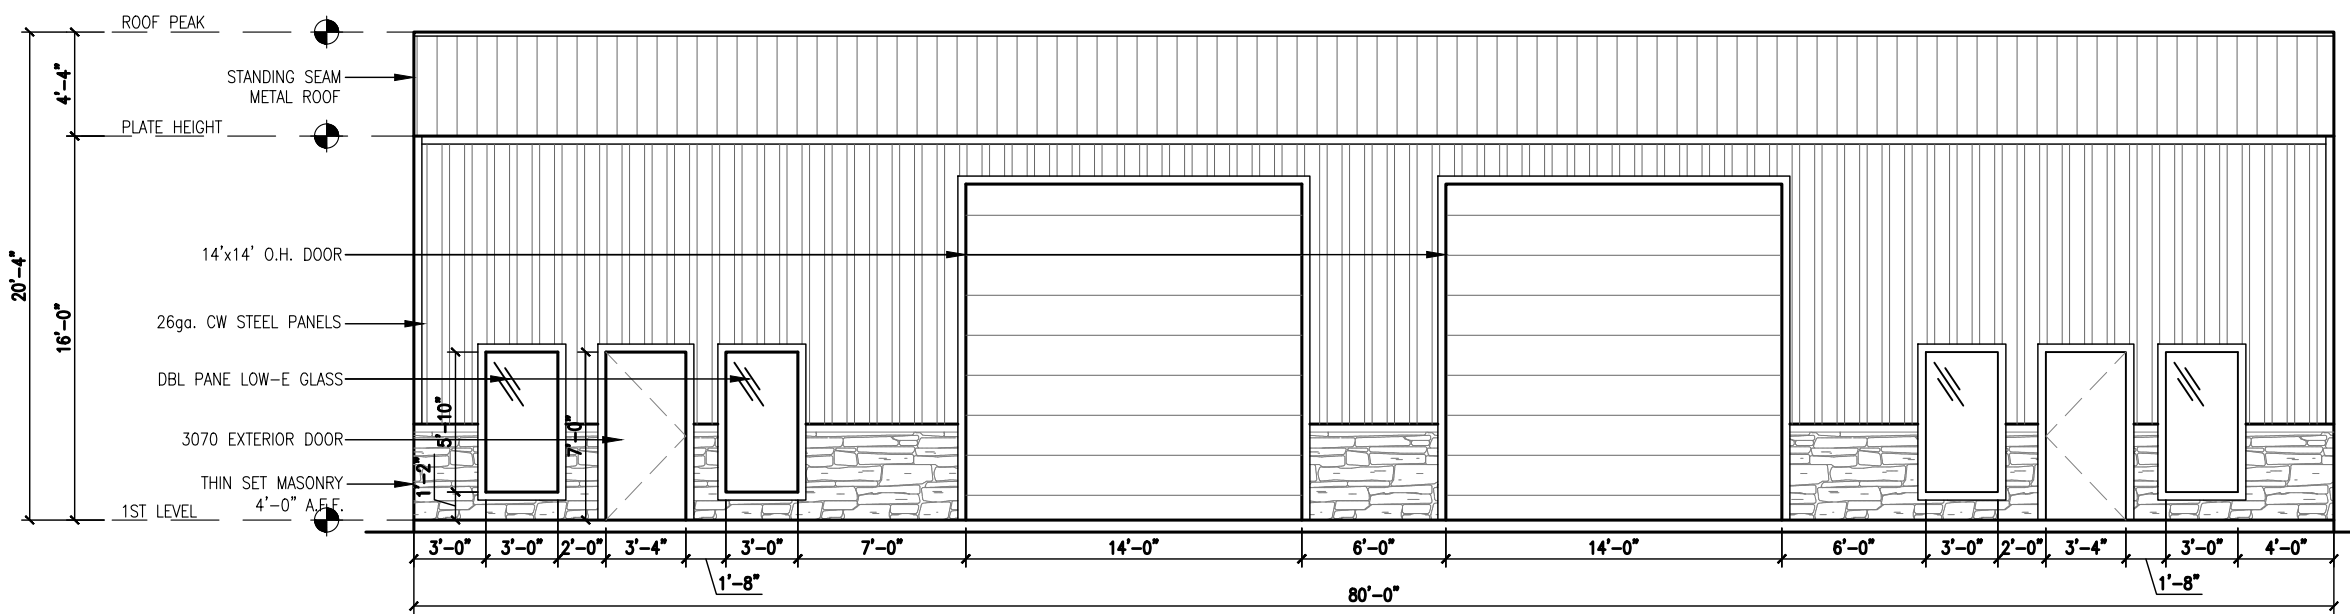 ROOF PEAK
STANDING SEAM
METAL ROOF
4'-4"
PLATE HEIGHT
20'-4"
16'-0"
14'x14' O.H. DOOR
26ga. CW STEEL PANELS
DBL PANE LOW-E GLASS
5'-10"
7'-0"
3070 EXTERIOR DOOR
1'-2"
THIN SET MASONRY
4'-0" A.F.F.
1ST LEVEL
3'-0" 3'-0" 2'-0" 3'-4" 3'-0" 7'-0" 14'-0" 6'-0" 14'-0" 6'-0" 3'-0" 2'-0" 3'-4" 3'-0" 4'-0"
1'-8" 1'-8"
80'-0"